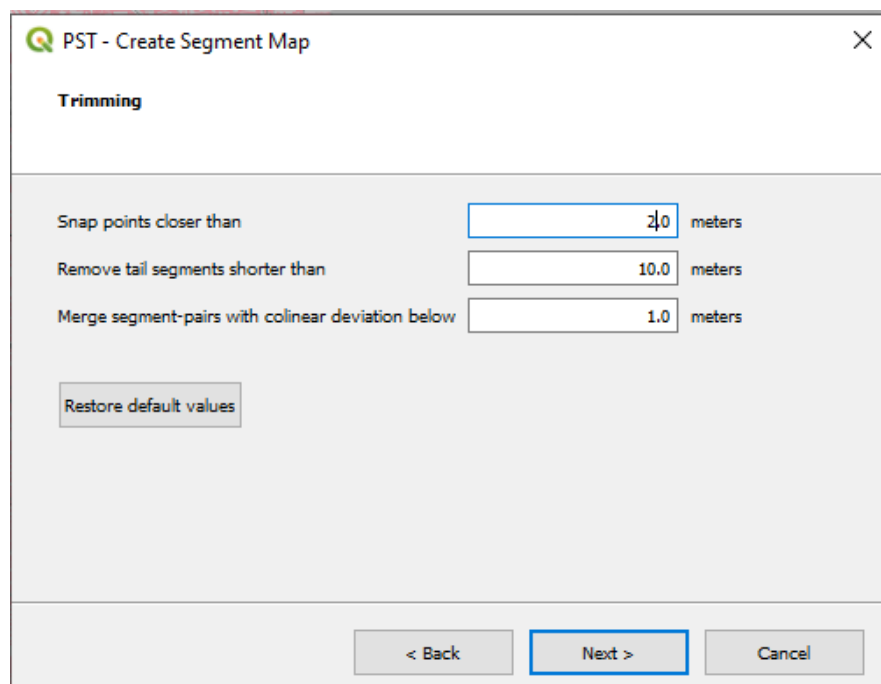 PST - Create Segment Map
Trimming
Snap points closer than 2.0 meters
Remove tail segments shorter than 10.0 meters
Merge segment-pairs with colinear deviation below 1.0 meters
Restore default values
< Back Next > Cancel